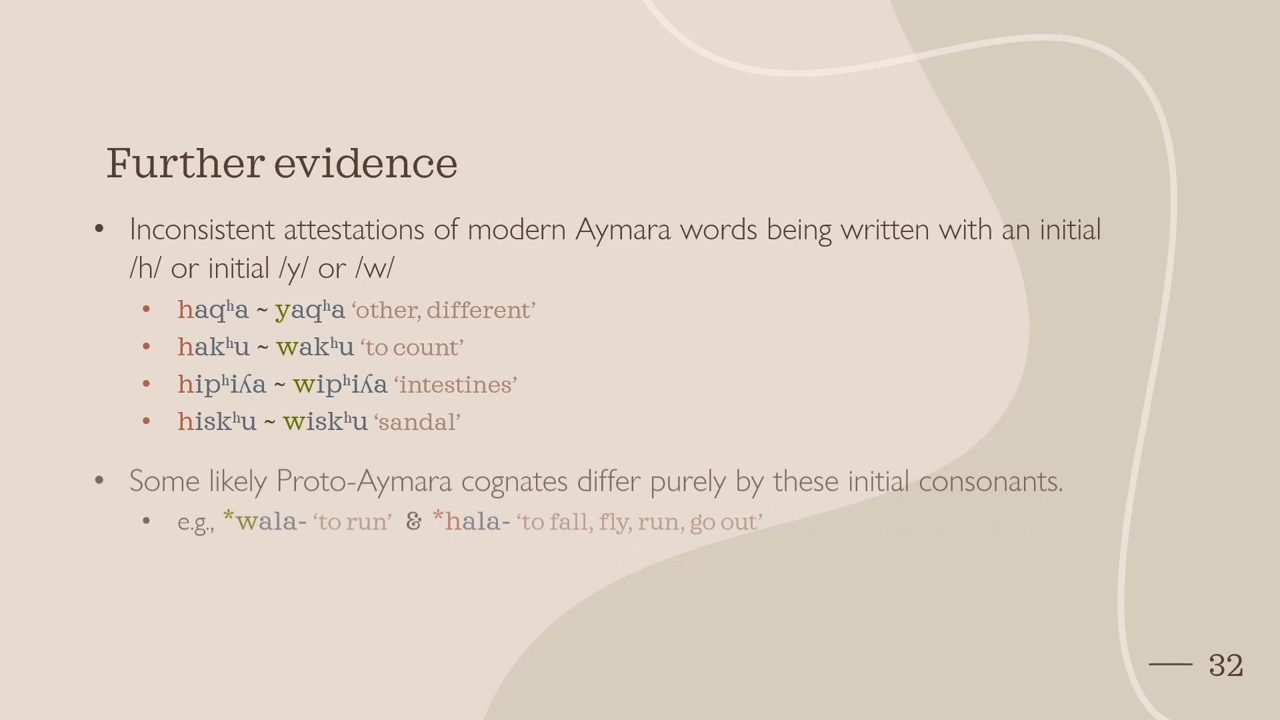 Further evidence
• Inconsistent attestations of modern Aymara words being written with an initial
/h/ or initial /y/ or /w/
• haqʰa ~ yaqʰa ‘other, different’
• hakʰu ~ wakʰu ‘to count’
• hipʰiʎa ~ wipʰiʎa ‘intestines’
• hiskʰu ~ wiskʰu ‘sandal’
• Some likely Proto-Aymara cognates differ purely by these initial consonants.
• e.g., *wala- ‘to run’ & *hala- ‘to fall, fly, run, go out’
32